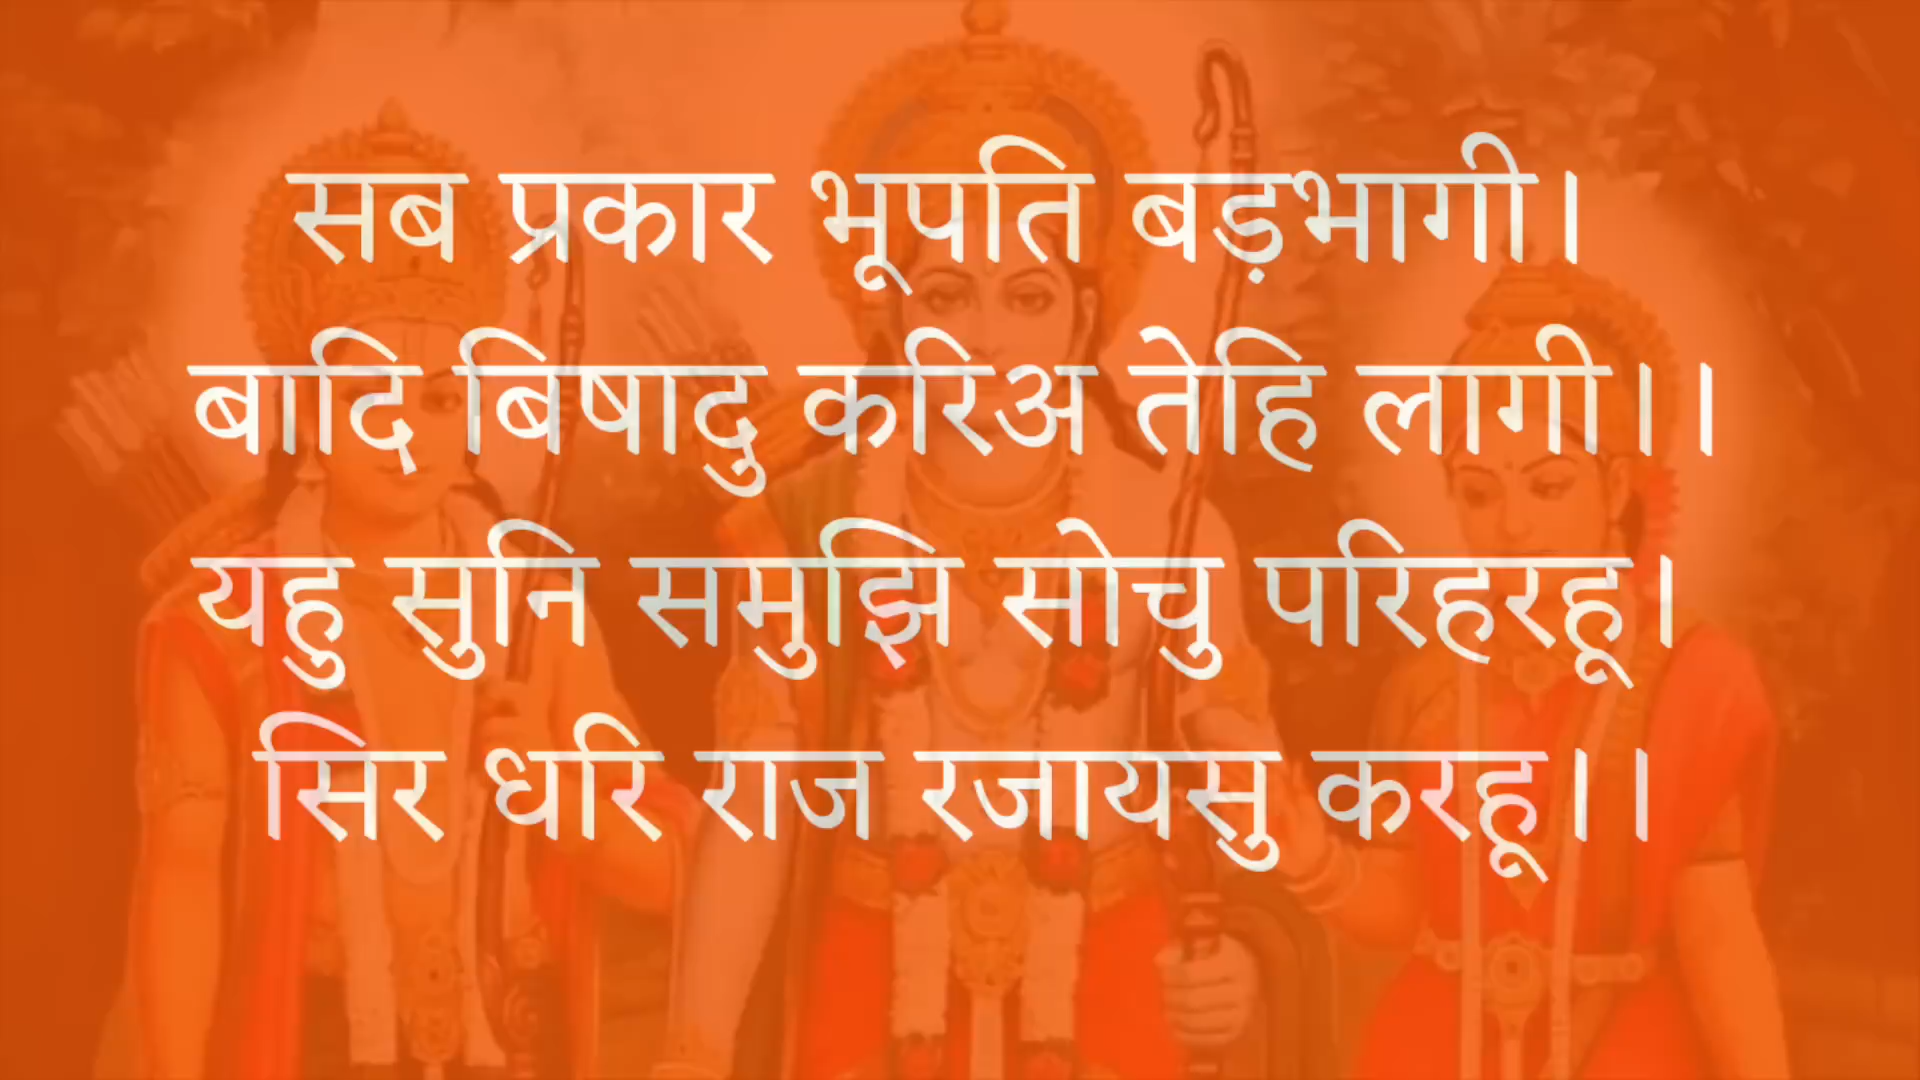 सब प्रकार भूपति बड़भागी।
बादि बिषादु करिअ तेहि लागी।।
यहु सुनि समुझि सोचु परिहरहू।
सिर धरि राज रजायसु करहू।।